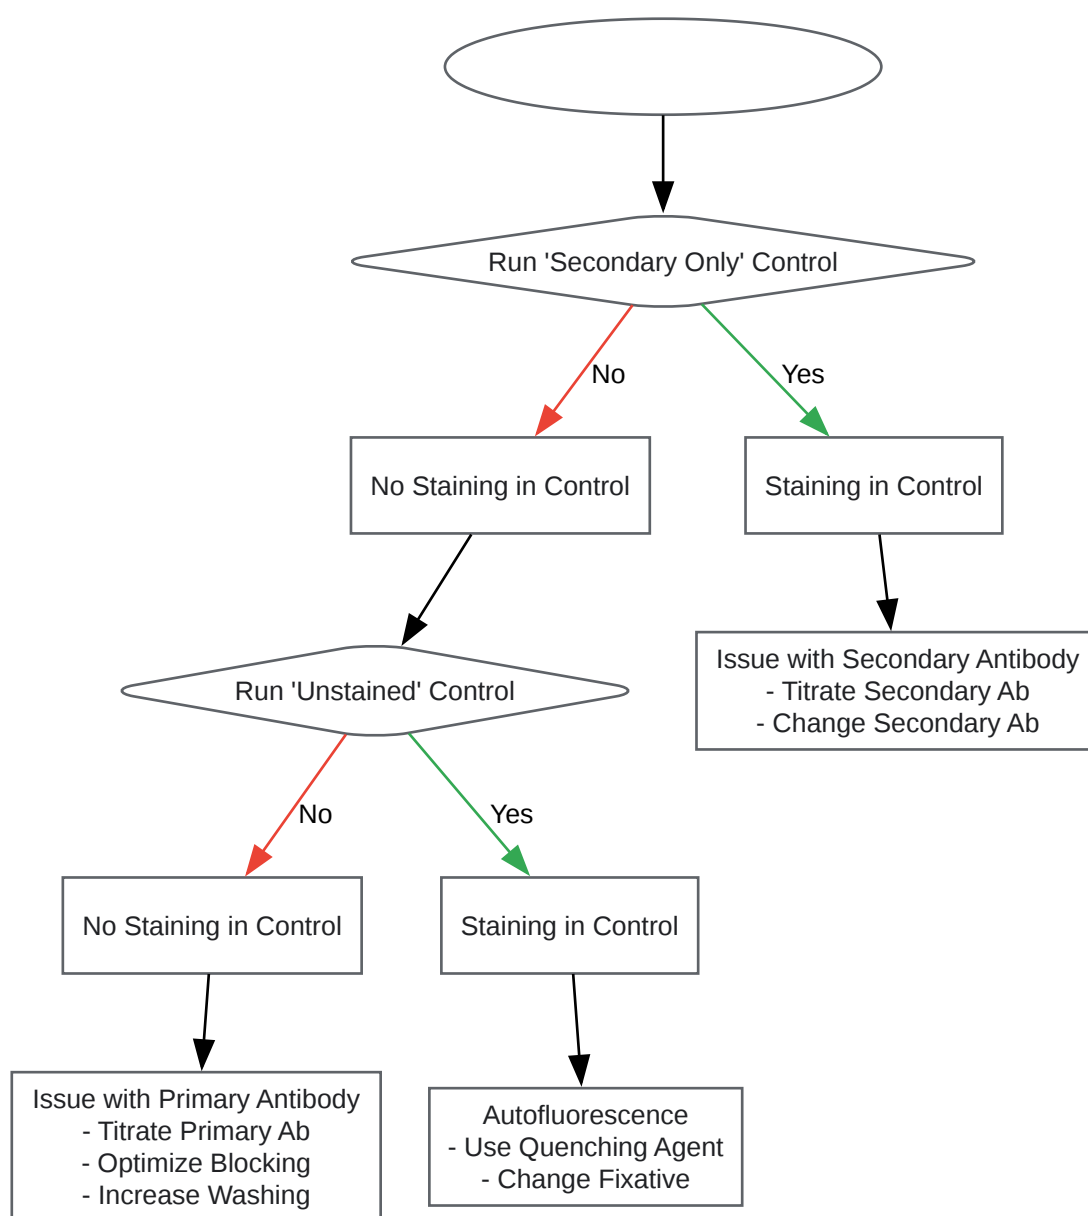 Run 'Secondary Only' Control
No
Yes
No Staining in Control
Staining in Control
Issue with Secondary Antibody
- Titrate Secondary Ab
- Change Secondary Ab
Run 'Unstained' Control
No
Yes
No Staining in Control
Staining in Control
Issue with Primary Antibody
- Titrate Primary Ab
- Optimize Blocking
- Increase Washing
Autofluorescence
- Use Quenching Agent
- Change Fixative